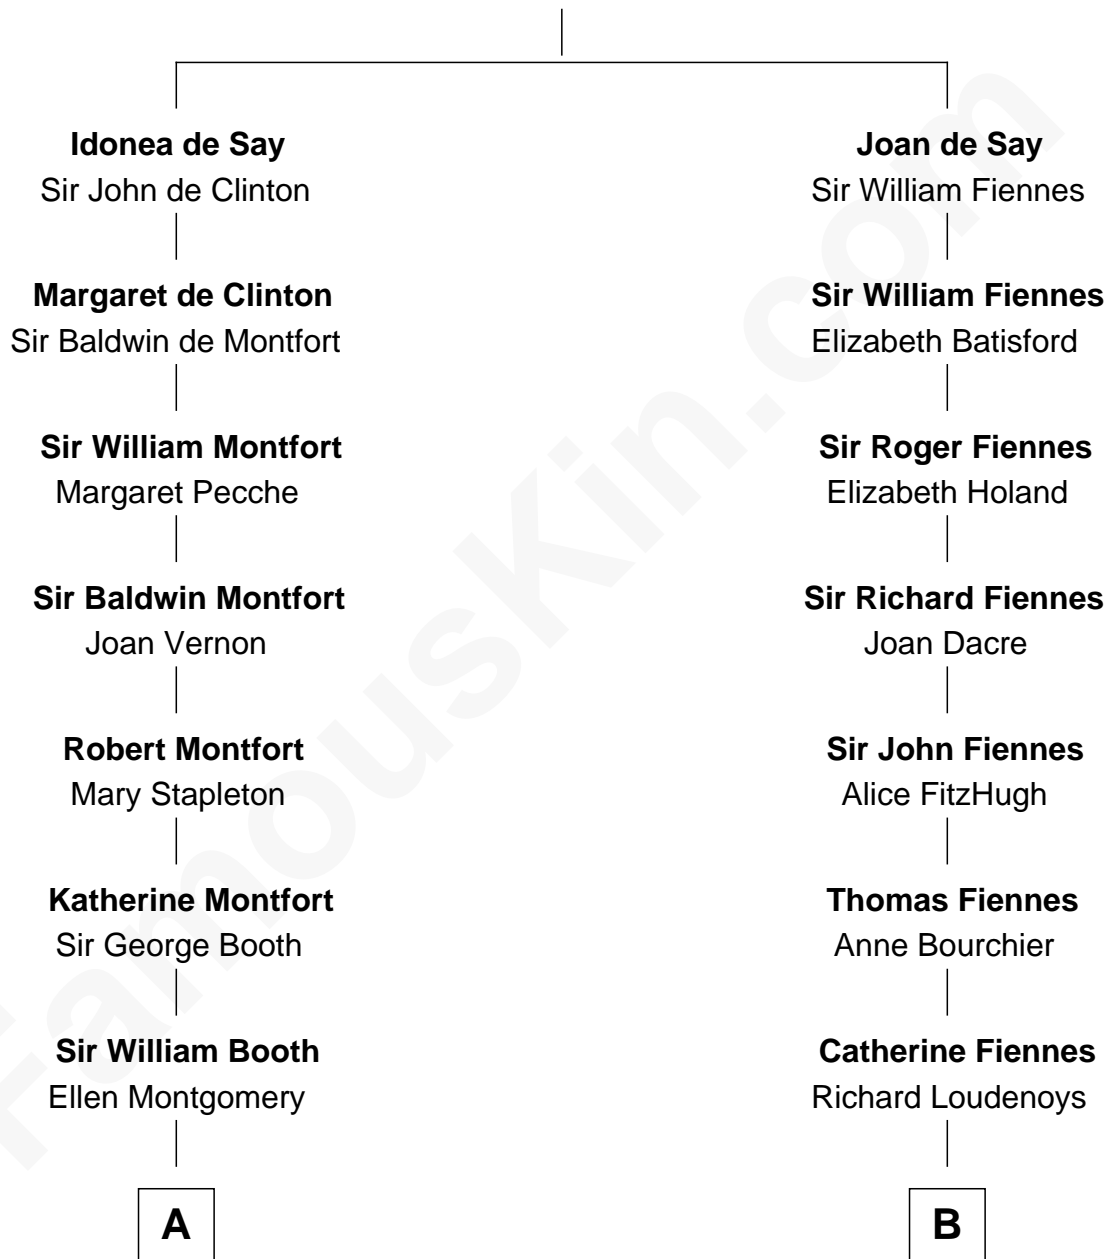 Idonea de Say
Sir John de Clinton
Margaret de Clinton
Sir Baldwin de Montfort
Sir William Montfort
Margaret Pecche
Sir Baldwin Montfort
Joan Vernon
Robert Montfort
Mary Stapleton
Katherine Montfort
Sir George Booth
Sir William Booth
Ellen Montgomery
A
Joan de Say
Sir William Fiennes
Sir William Fiennes
Elizabeth Batisford
Sir Roger Fiennes
Elizabeth Holand
Sir Richard Fiennes
Joan Dacre
Sir John Fiennes
Alice FitzHugh
Thomas Fiennes
Anne Bourchier
Catherine Fiennes
Richard Loudenoys
B
FamousKin.com